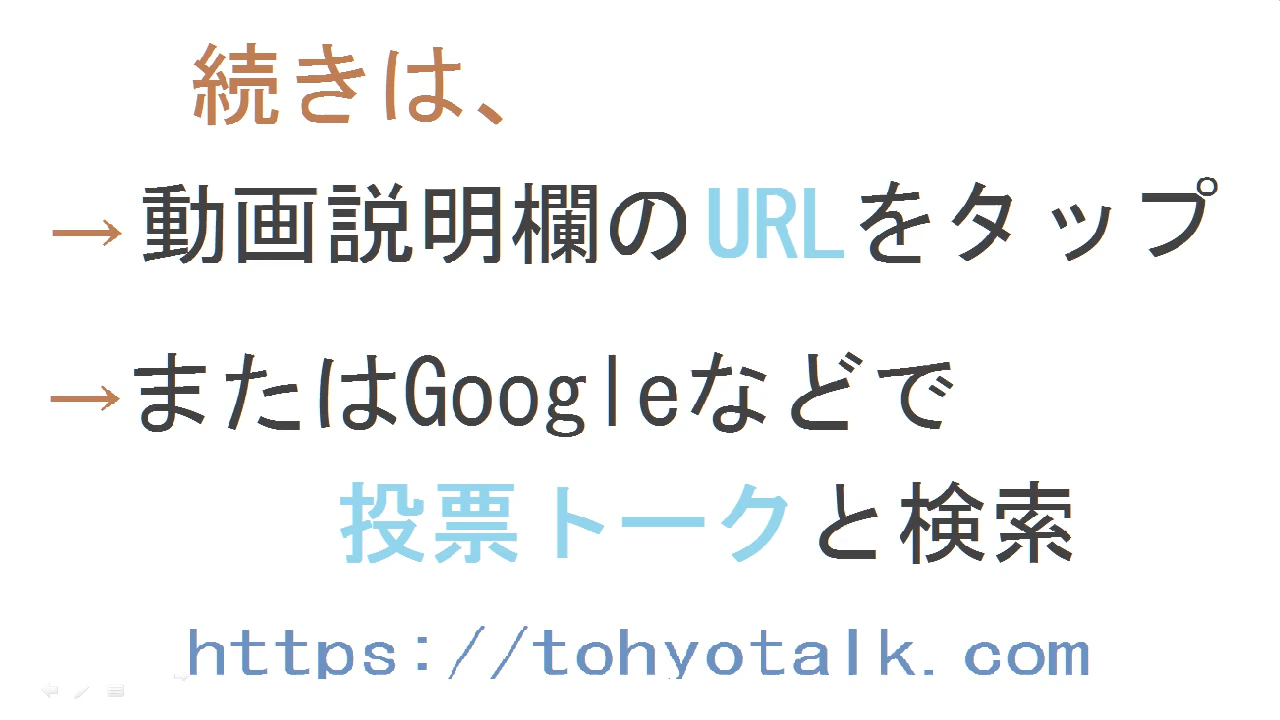 続きは、
→動画説明欄のURLをタップ
→またはGoogleなどで
投票トークと検索
https://tohyotalk.com